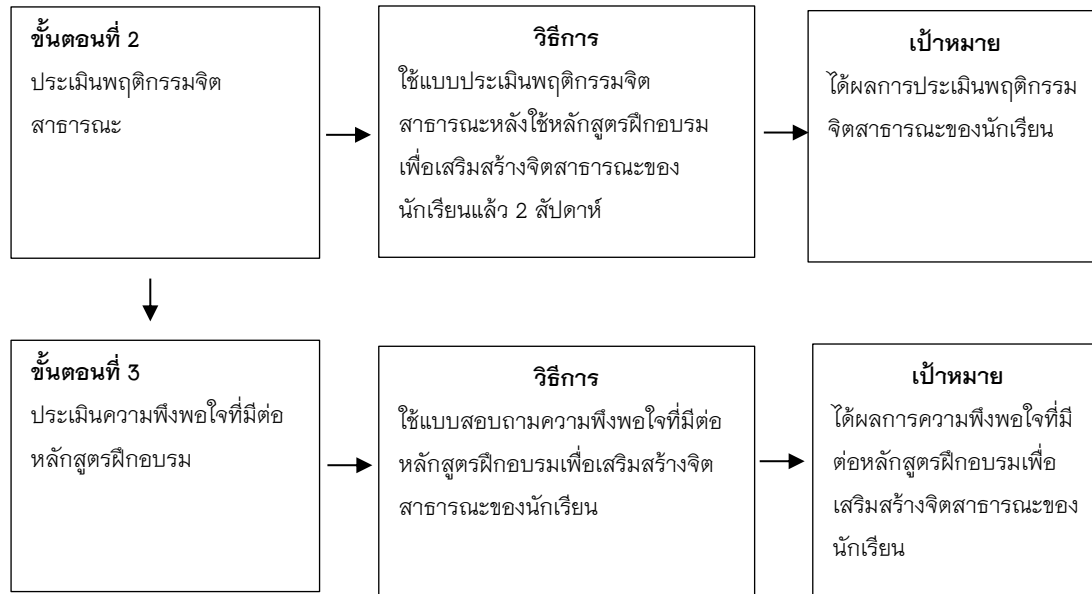 ขั้นตอนที่ 2
ประเมินพฤติกรรมจิต
สาธารณะ
วิธีการ
ใช้แบบประเมินพฤติกรรมจิต
สาธารณะหลังใช้หลักสูตรฝึกอบรม
เพื่อเสริมสร้างจิตสาธารณะของ
นักเรียนแล้ว 2 สัปดาห์
เป้าหมาย
ได้ผลการประเมินพฤติกรรม
จิตสาธารณะของนักเรียน
ขั้นตอนที่ 3
ประเมินความพึงพอใจที่มีต่อ
หลักสูตรฝึกอบรม
วิธีการ
ใช้แบบสอบถามความพึงพอใจที่มีต่อ
หลักสูตรฝึกอบรมเพื่อเสริมสร้างจิต
สาธารณะของนักเรียน
เป้าหมาย
ได้ผลการความพึงพอใจที่มี
ต่อหลักสูตรฝึกอบรมเพื่อ
เสริมสร้างจิตสาธารณะของ
นักเรียน